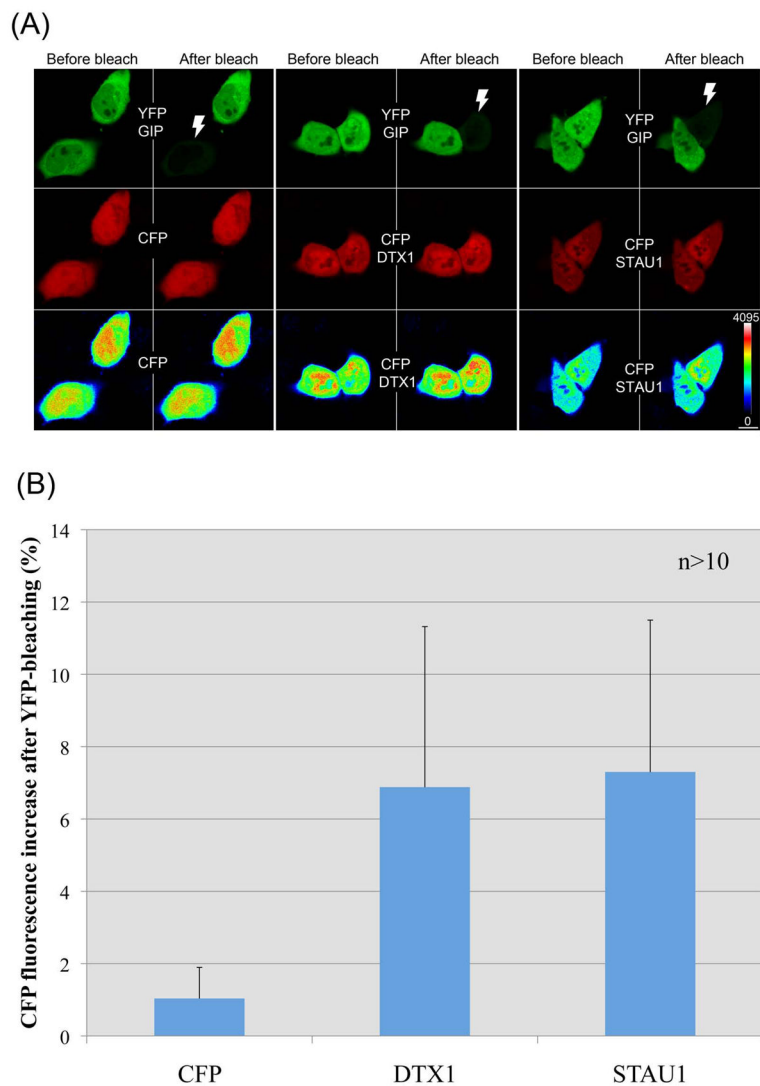 (A)
Before bleach After bleach Before bleach After bleach Before bleach After bleach
YFP
GIP
YFP
GIP
YFP
GIP
CFP
CFP
DTX1
CFP
STAU1
CFP
CFP
DTX1
CFP
STAU1
4095
0
(B)
CFP fluorescence increase after YFP-bleaching (%)
14
12
10
8
6
4
2
0
n>10
CFP DTX1 STAU1